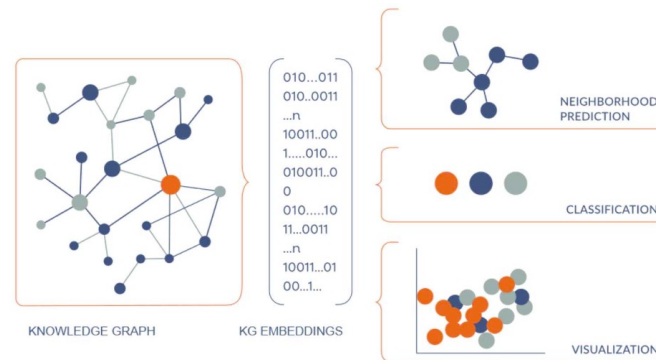 010...011
010..0011
...n
10011..00
1.....010...
010011..0
0
010.....10
11...0011
...n
10011...01
00...1...
KNOWLEDGE GRAPH
KG EMBEDDINGS
NEIGHBORHOOD
PREDICTION
CLASSIFICATION
VISUALIZATION